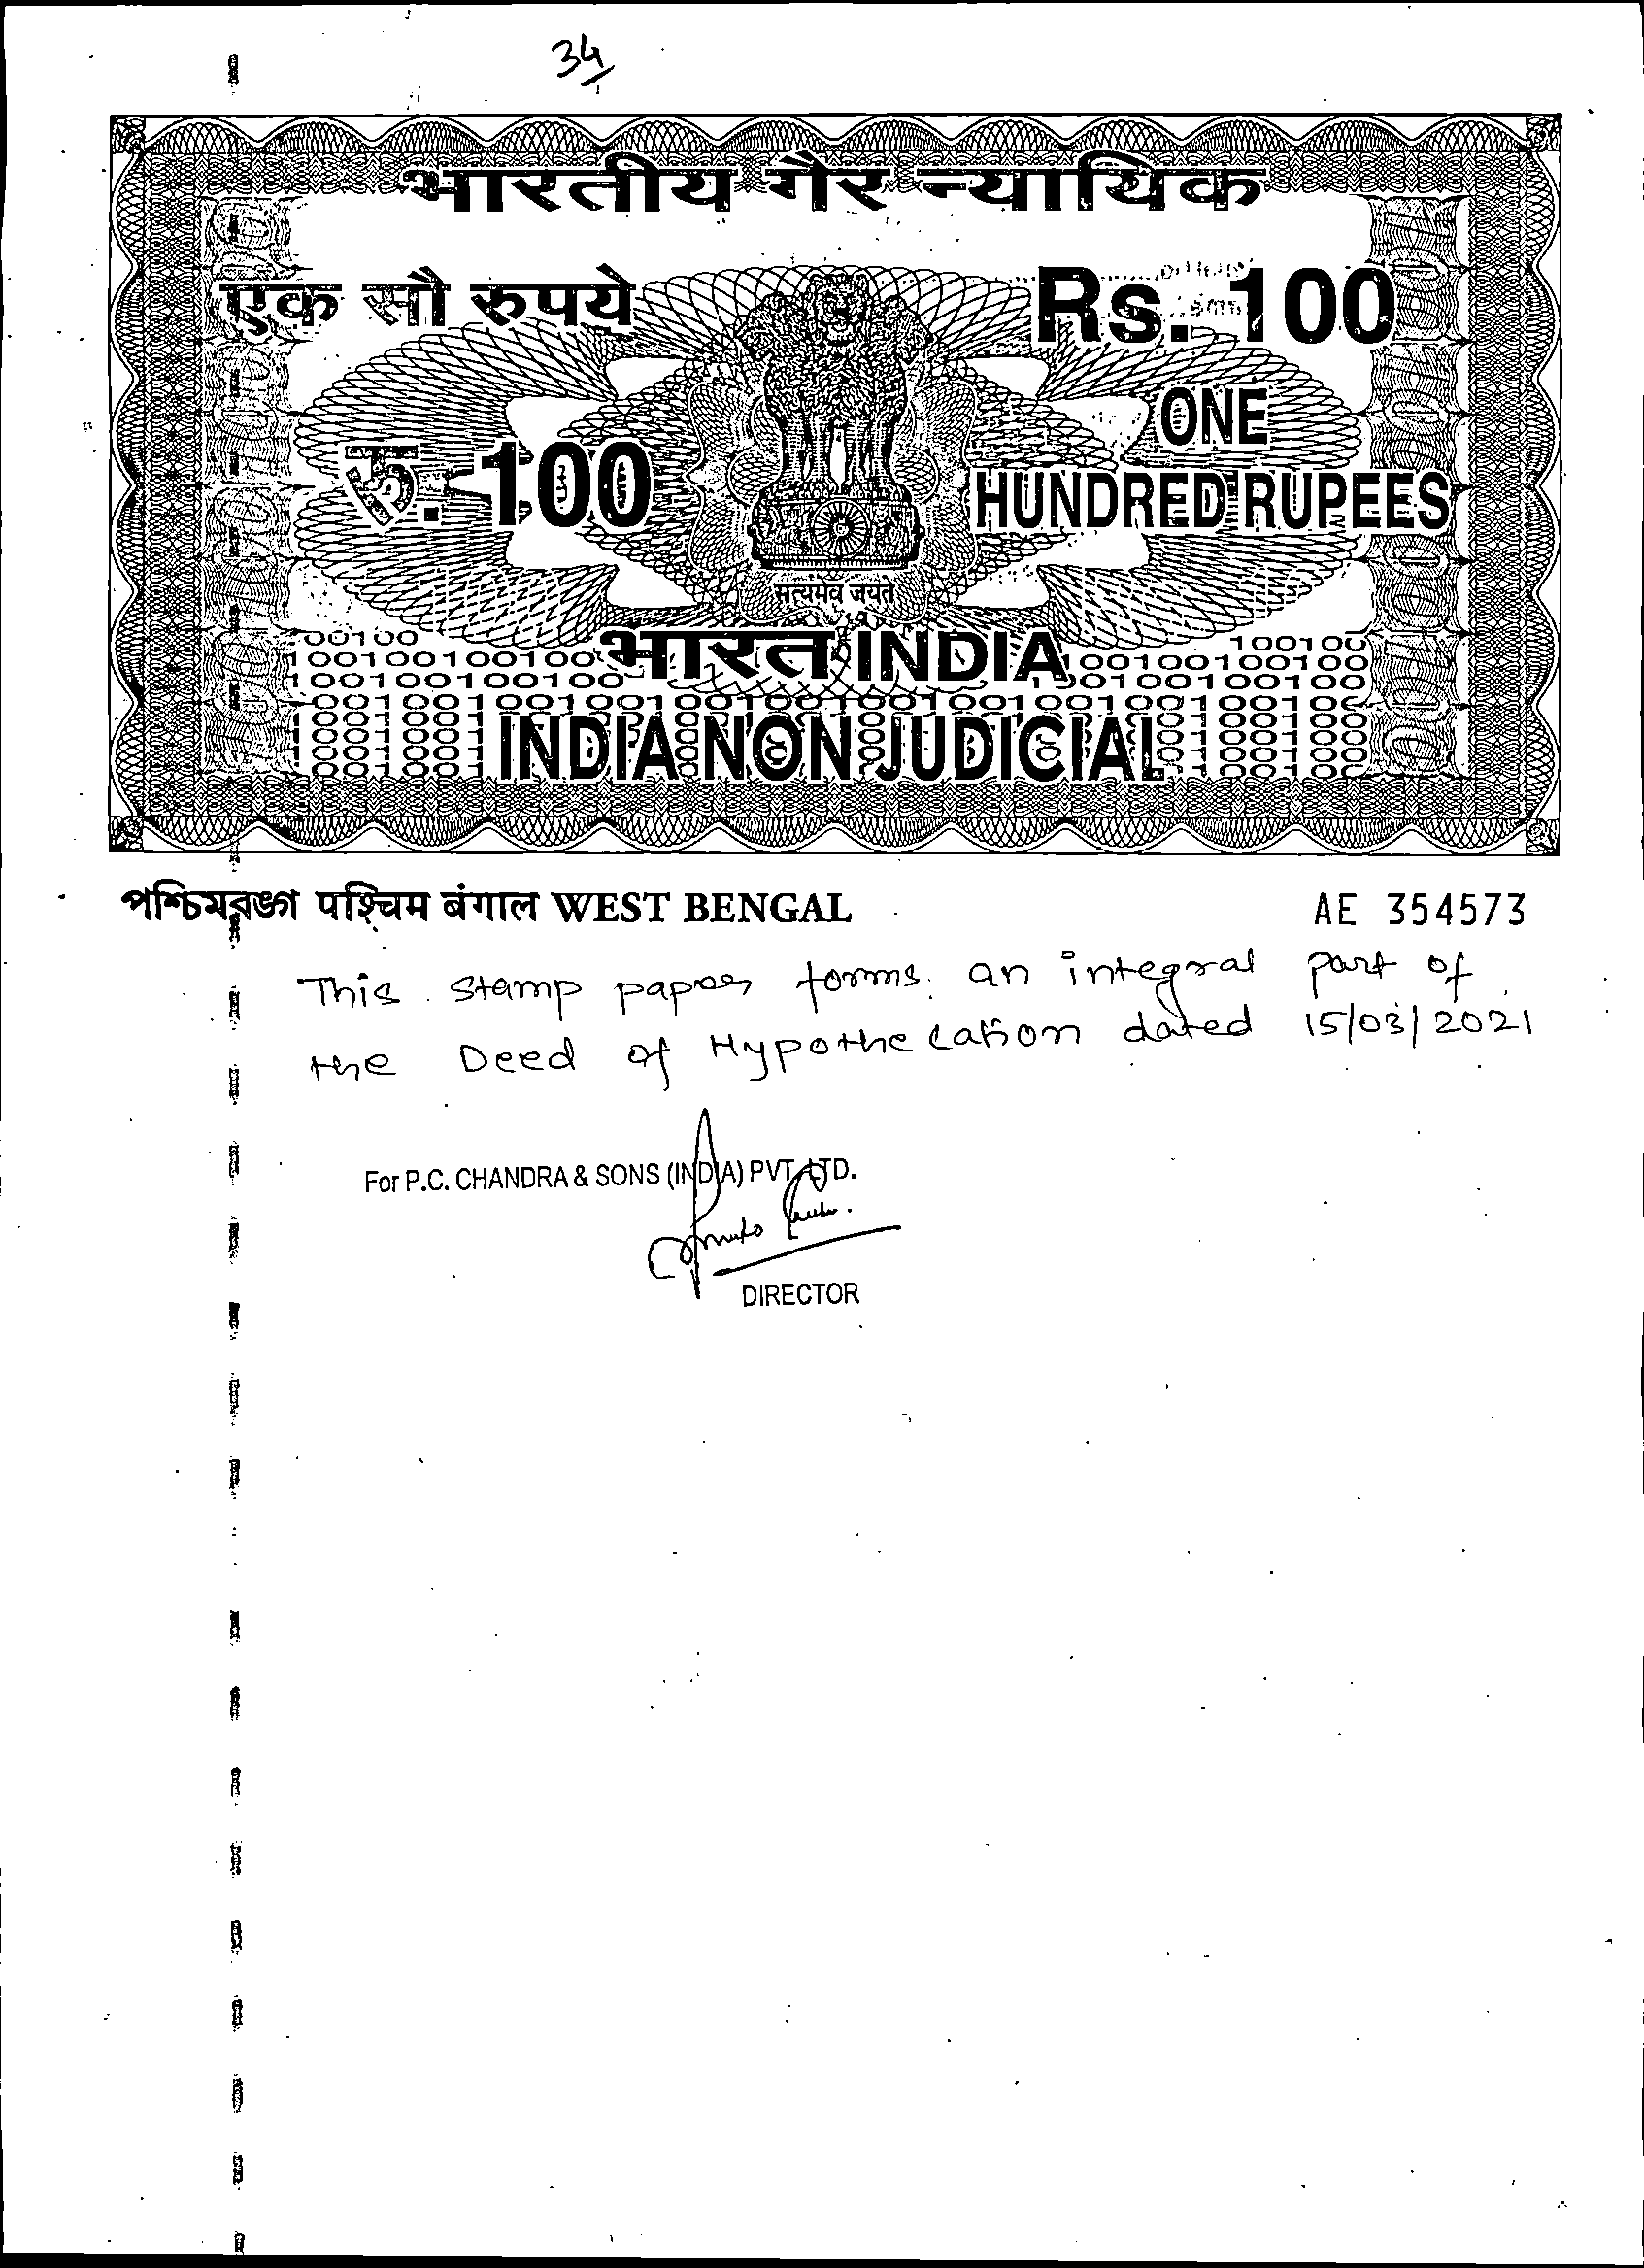 34
भारतीय गैर न्यायिक
एक सौ रुपये
Rs. 100
रु. 100
ONE
HUNDRED RUPEES
सत्यमेव जयते
भारत INDIA
INDIA NON JUDICIAL
পশ্চিমবঙ্গ पश्चिम बंगाल WEST BENGAL
AE 354573
This stamp paper forms an integral part of
the Deed of Hypothecation dated 15/03/2021
For P.C. CHANDRA & SONS (INDIA) PVT. LTD.
DIRECTOR